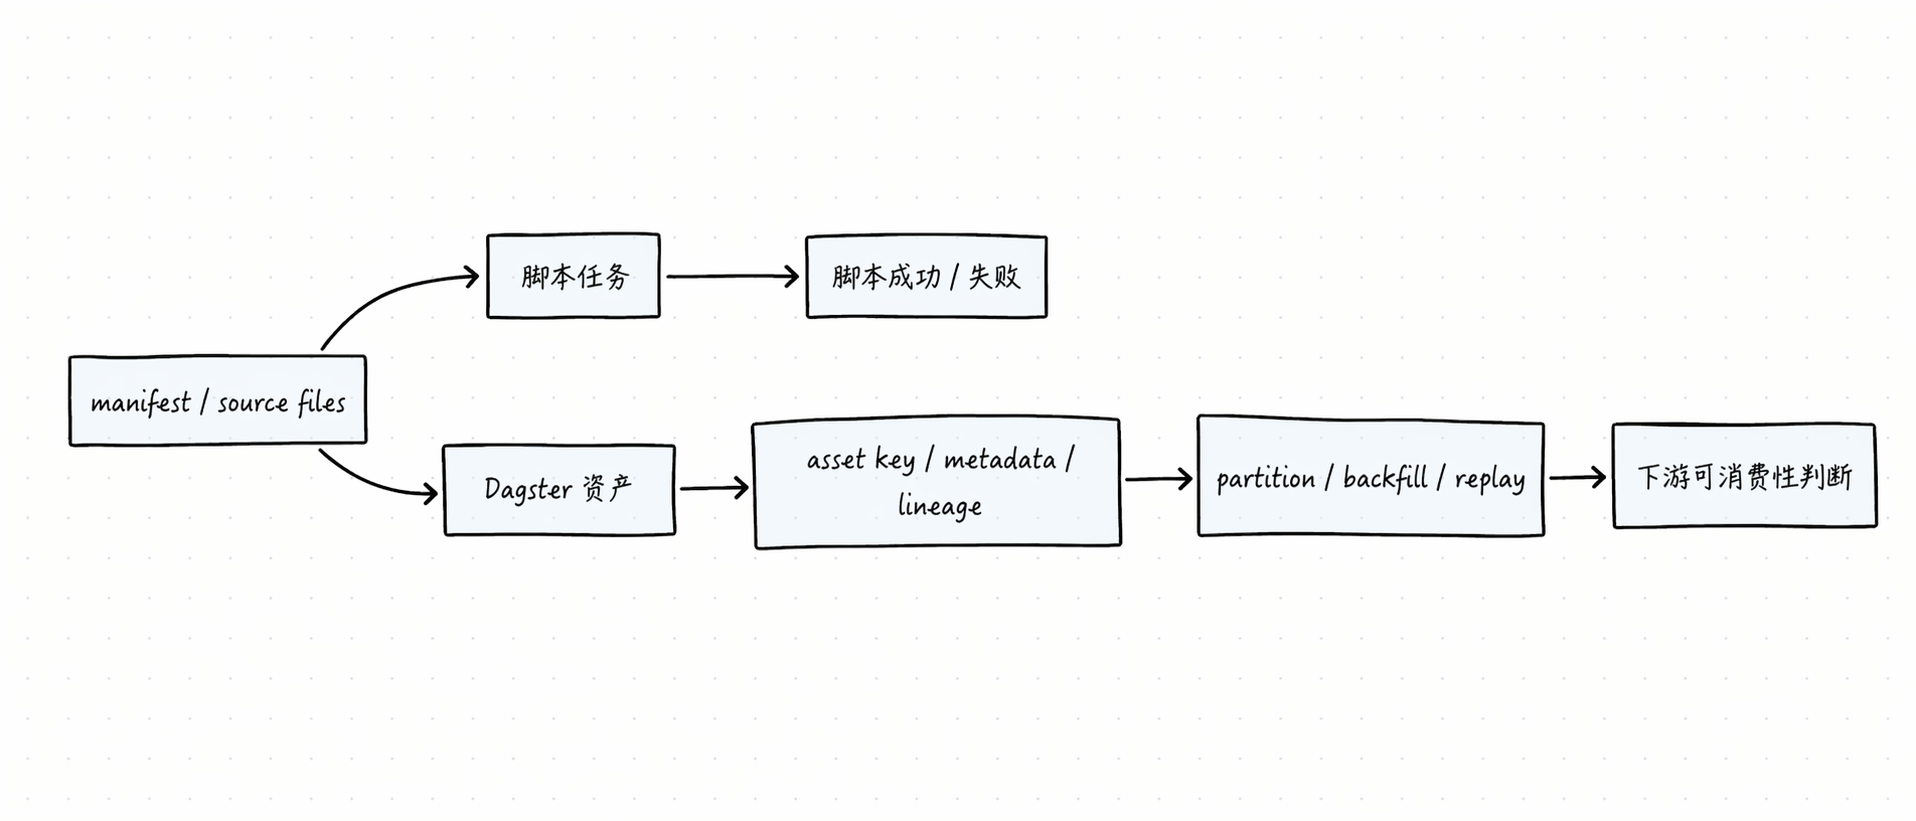 脚本任务
脚本成功 / 失败
manifest / source files
Dagster 资产
asset key / metadata /
lineage
partition / backfill / replay
下游可消费性判断